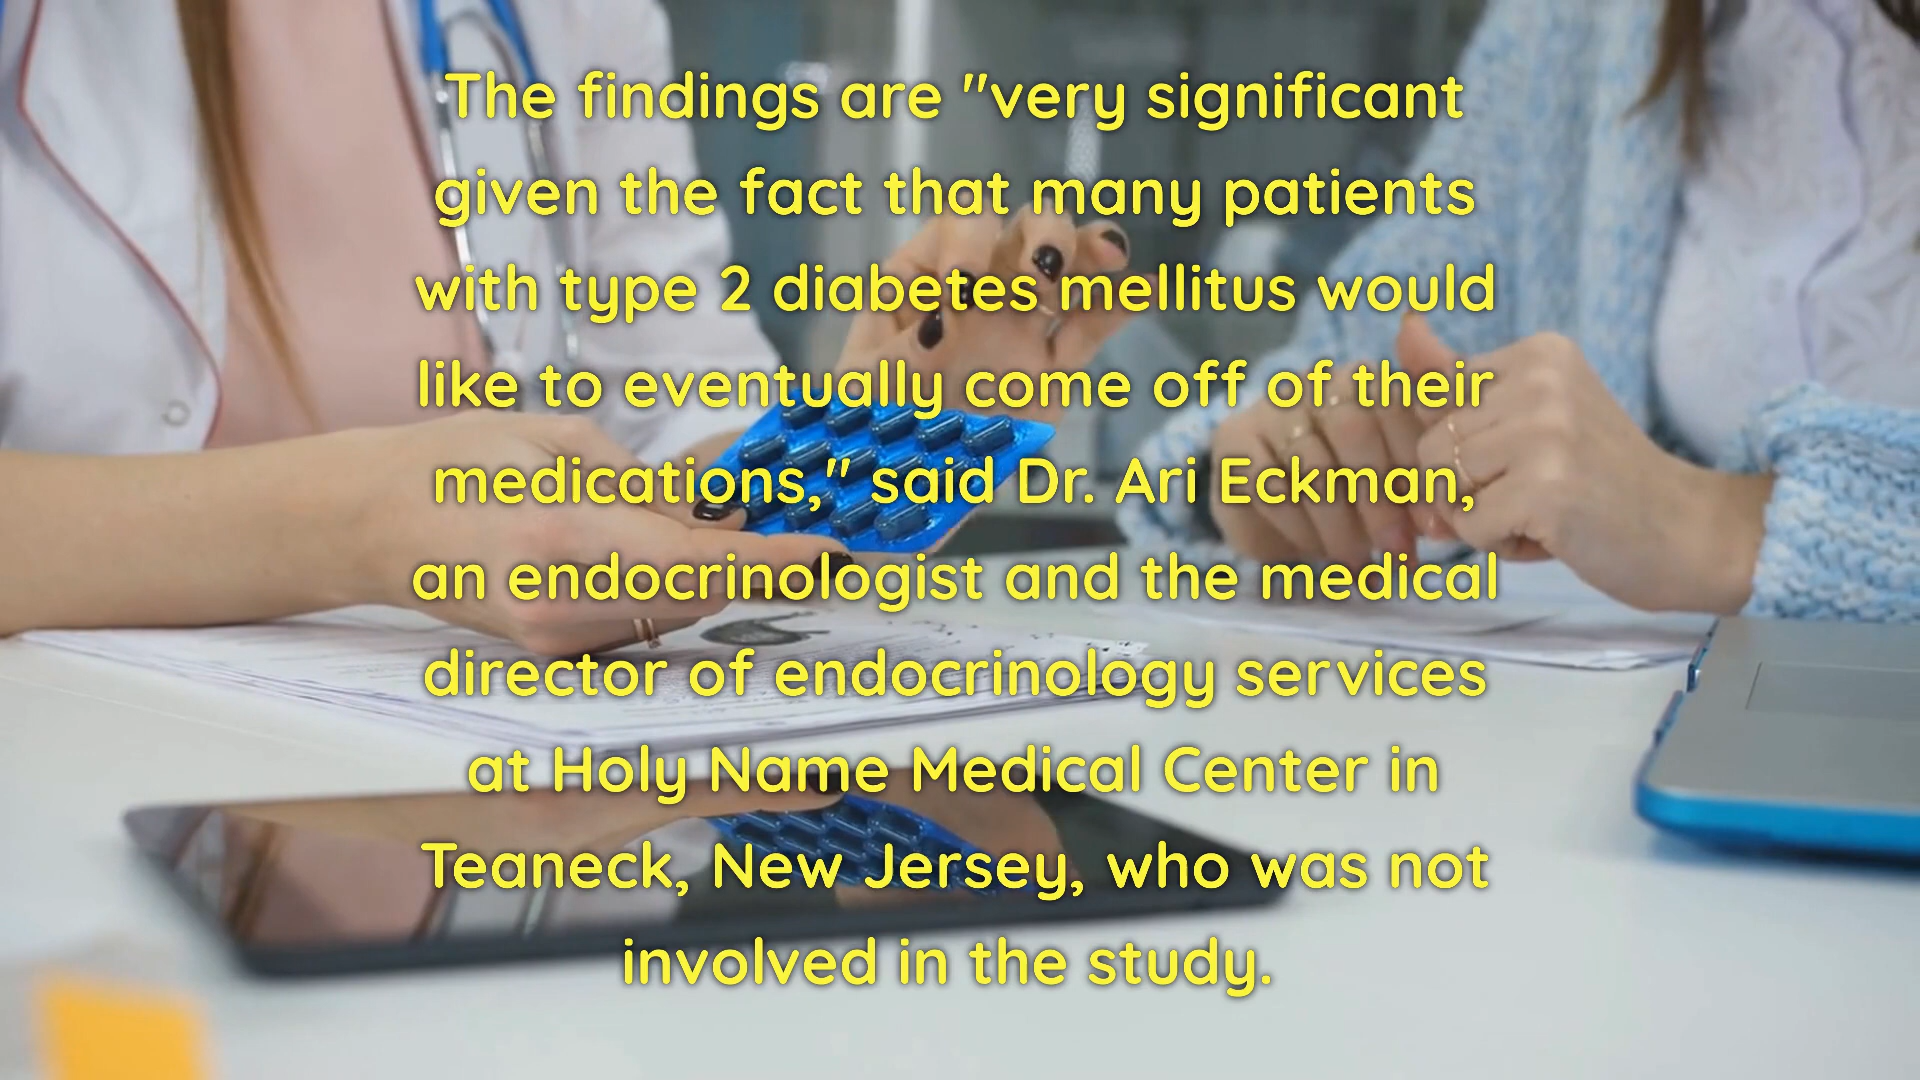 The findings are "very significant
given the fact that many patients
with type 2 diabetes mellitus would
like to eventually come off of their
medications," said Dr. Ari Eckman,
an endocrinologist and the medical
director of endocrinology services
at Holy Name Medical Center in
Teaneck, New Jersey, who was not
involved in the study.